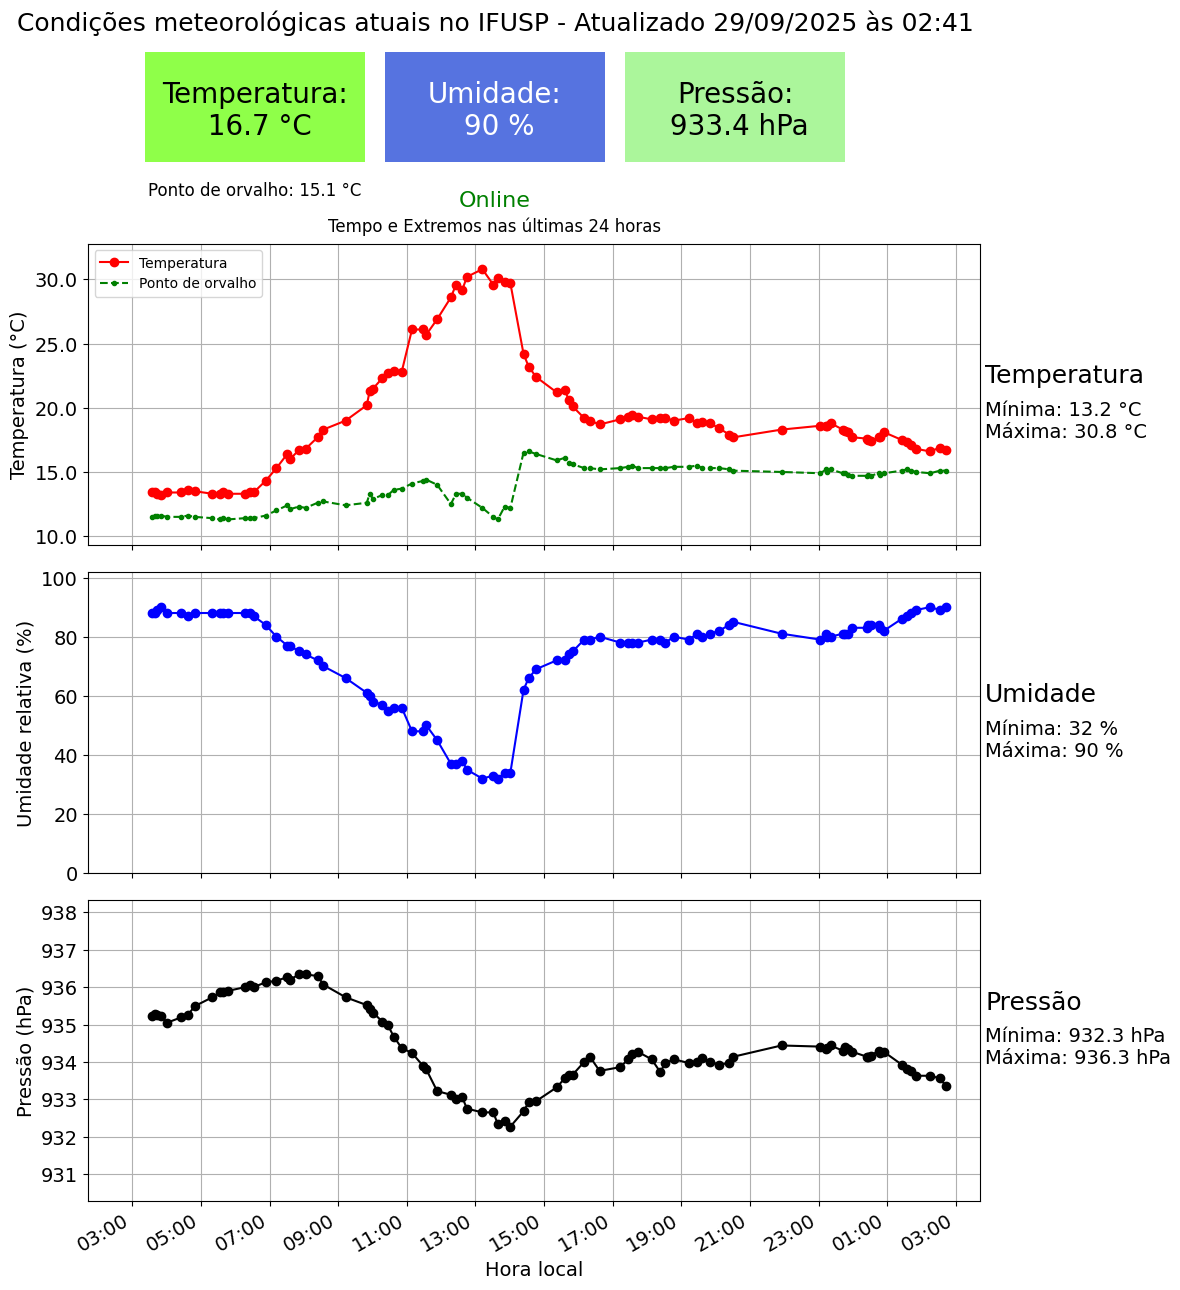 Condições meteorológicas atuais no IFUSP - Atualizado 29/09/2025 às 02:41
Temperatura:
16.7 °C
Umidade:
90 %
Pressão:
933.4 hPa
Ponto de orvalho: 15.1 °C
Online
Tempo e Extremos nas últimas 24 horas
Temperatura
Ponto de orvalho
Temperatura (°C)
30.0
25.0
20.0
15.0
10.0
Temperatura
Mínima: 13.2 °C
Máxima: 30.8 °C
Umidade relativa (%)
100
80
60
40
20
0
Umidade
Mínima: 32 %
Máxima: 90 %
Pressão (hPa)
938
937
936
935
934
933
932
931
Pressão
Mínima: 932.3 hPa
Máxima: 936.3 hPa
03:00 05:00 07:00 09:00 11:00 13:00 15:00 17:00 19:00 21:00 23:00 01:00 03:00
Hora local